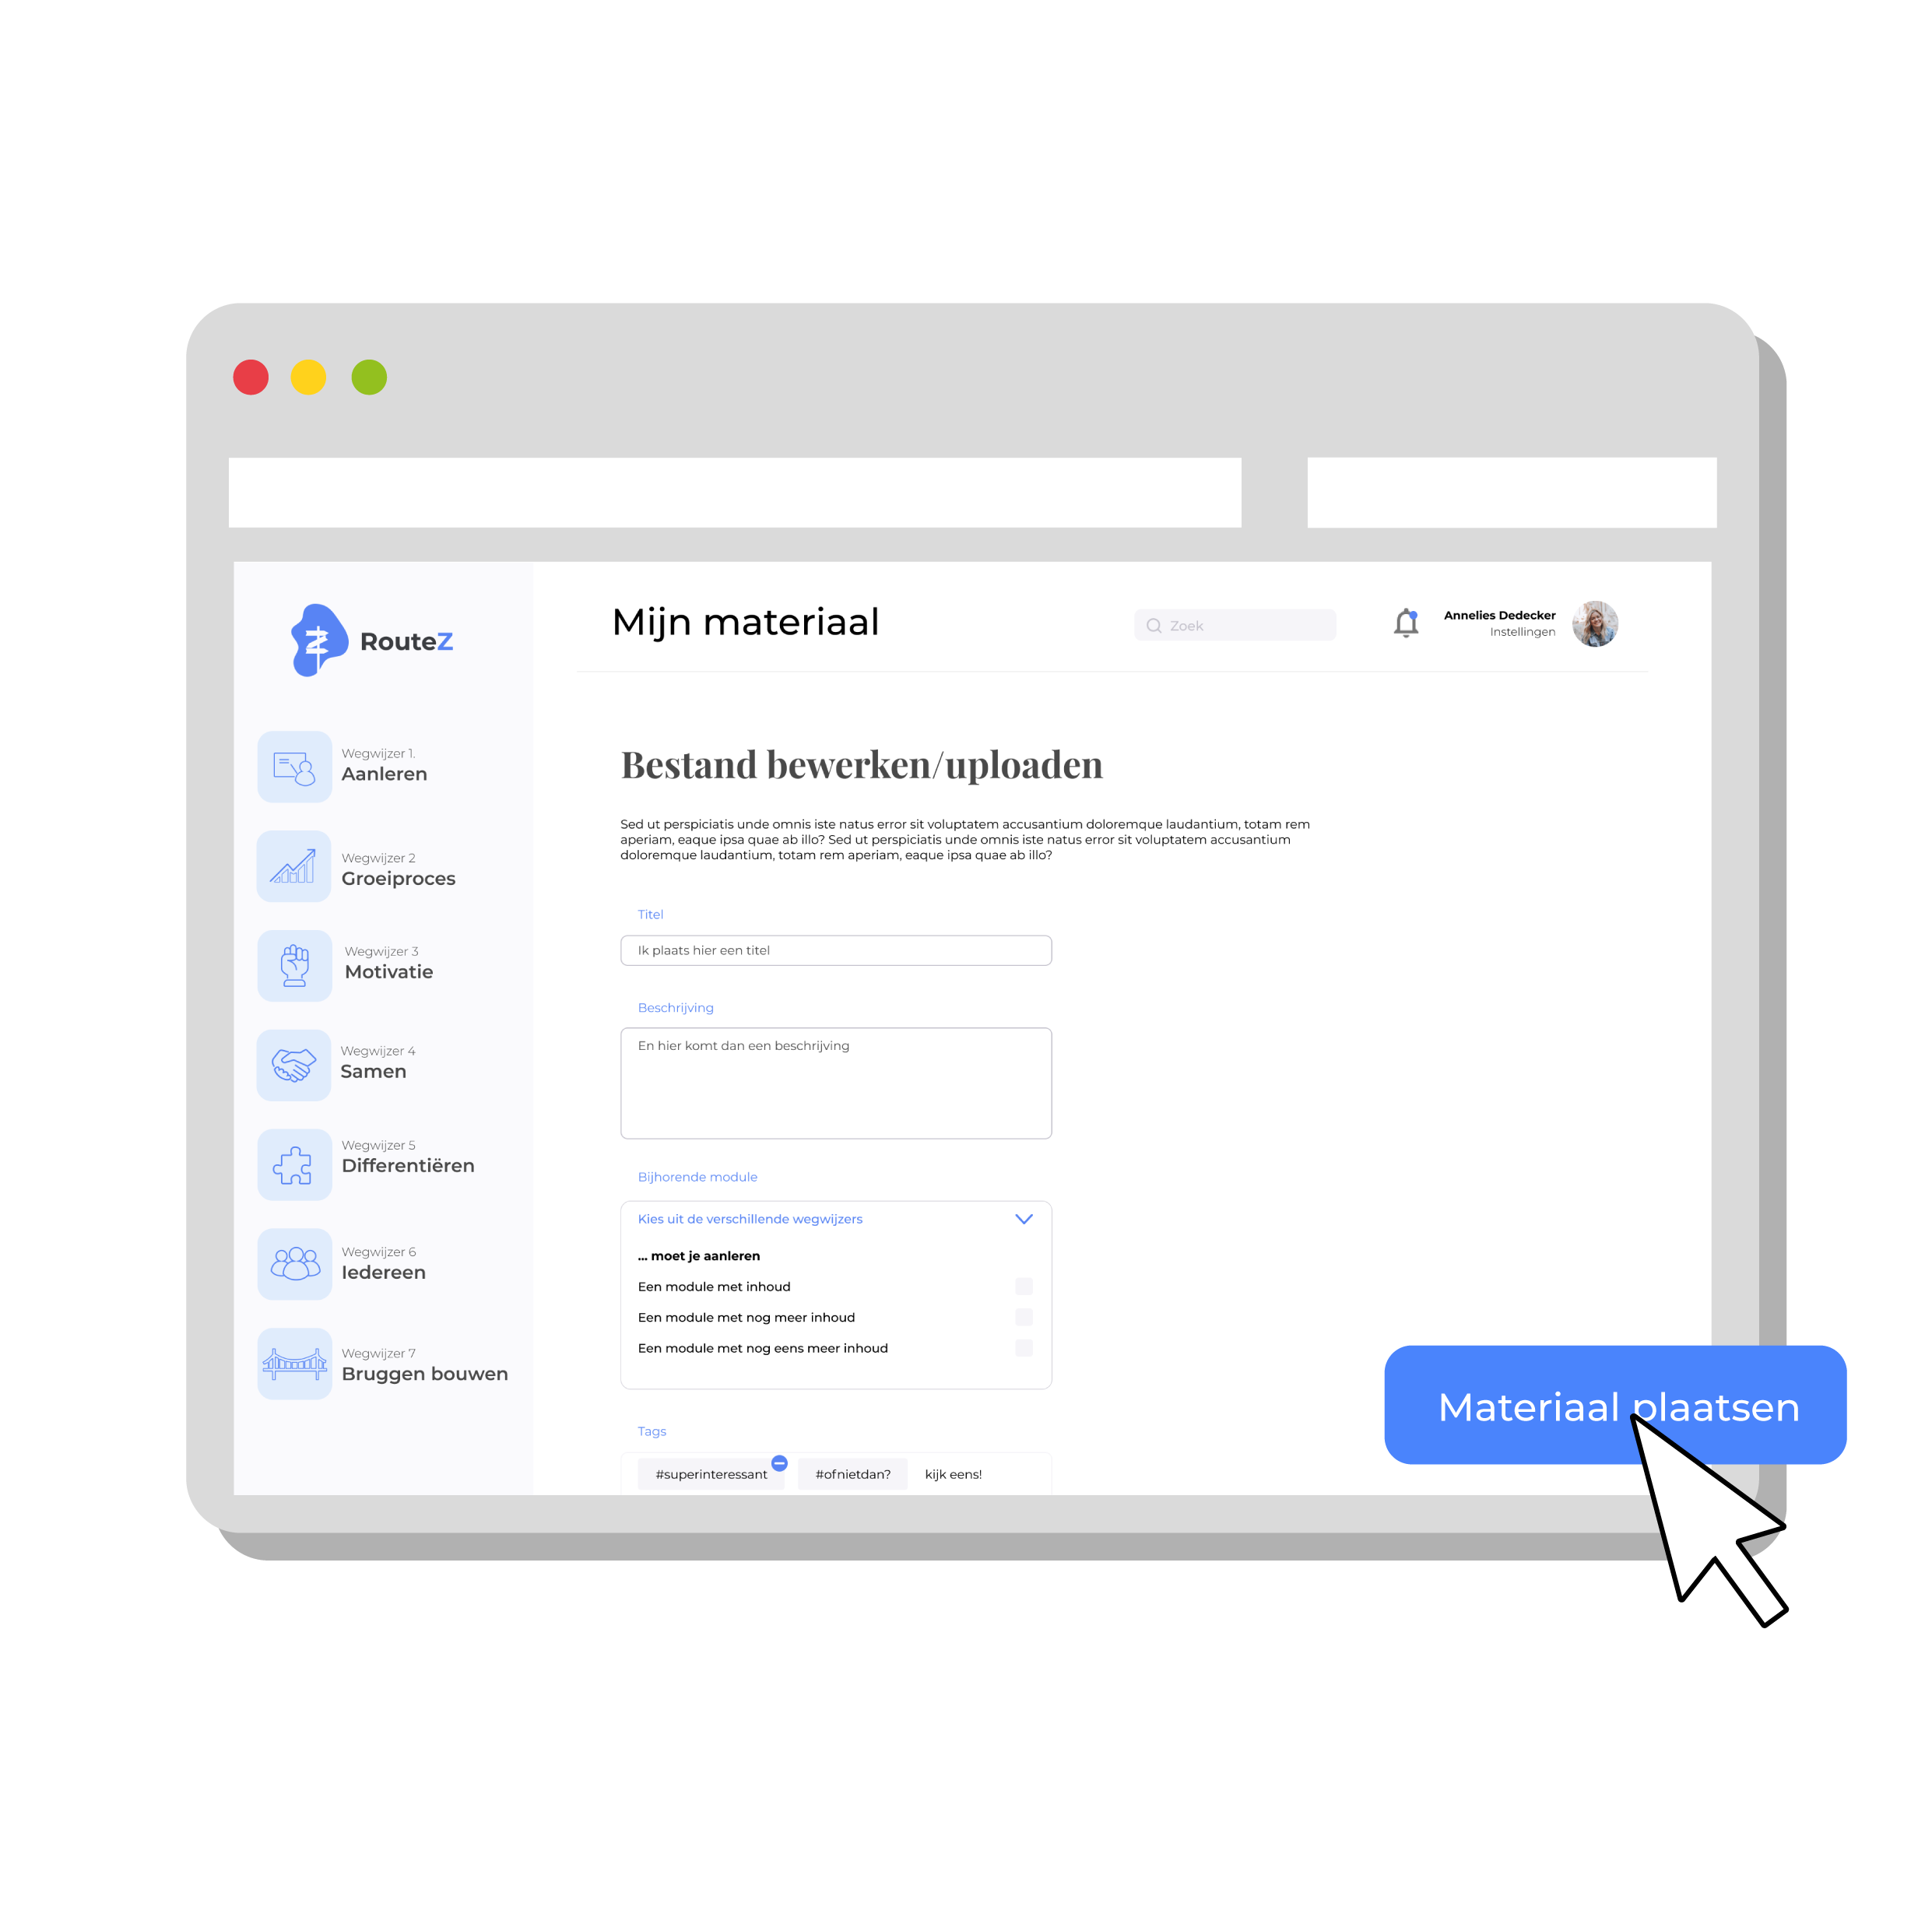 RouteZ
Wegwijzer 1.
Aanleren
Wegwijzer 2
Groeiproces
Wegwijzer 3
Motivatie
Wegwijzer 4
Samen
Wegwijzer 5
Differentiëren
Wegwijzer 6
Iedereen
Wegwijzer 7
Bruggen bouwen
Mijn materiaal
Zoek
Annelies Dedecker
Instellingen
Bestand bewerken/uploaden
Sed ut perspiciatis unde omnis iste natus error sit voluptatem accusantium doloremque laudantium, totam rem
aperiam, eaque ipsa quae ab illo? Sed ut perspiciatis unde omnis iste natus error sit voluptatem accusantium
doloremque laudantium, totam rem aperiam, eaque ipsa quae ab illo?
Titel
Ik plaats hier een titel
Beschrijving
En hier komt dan een beschrijving
Bijhorende module
Kies uit de verschillende wegwijzers
... moet je aanleren
Een module met inhoud
Een module met nog meer inhoud
Een module met nog eens meer inhoud
Tags
#superinteressant #ofnietdan? kijk eens!
Materiaal plaatsen